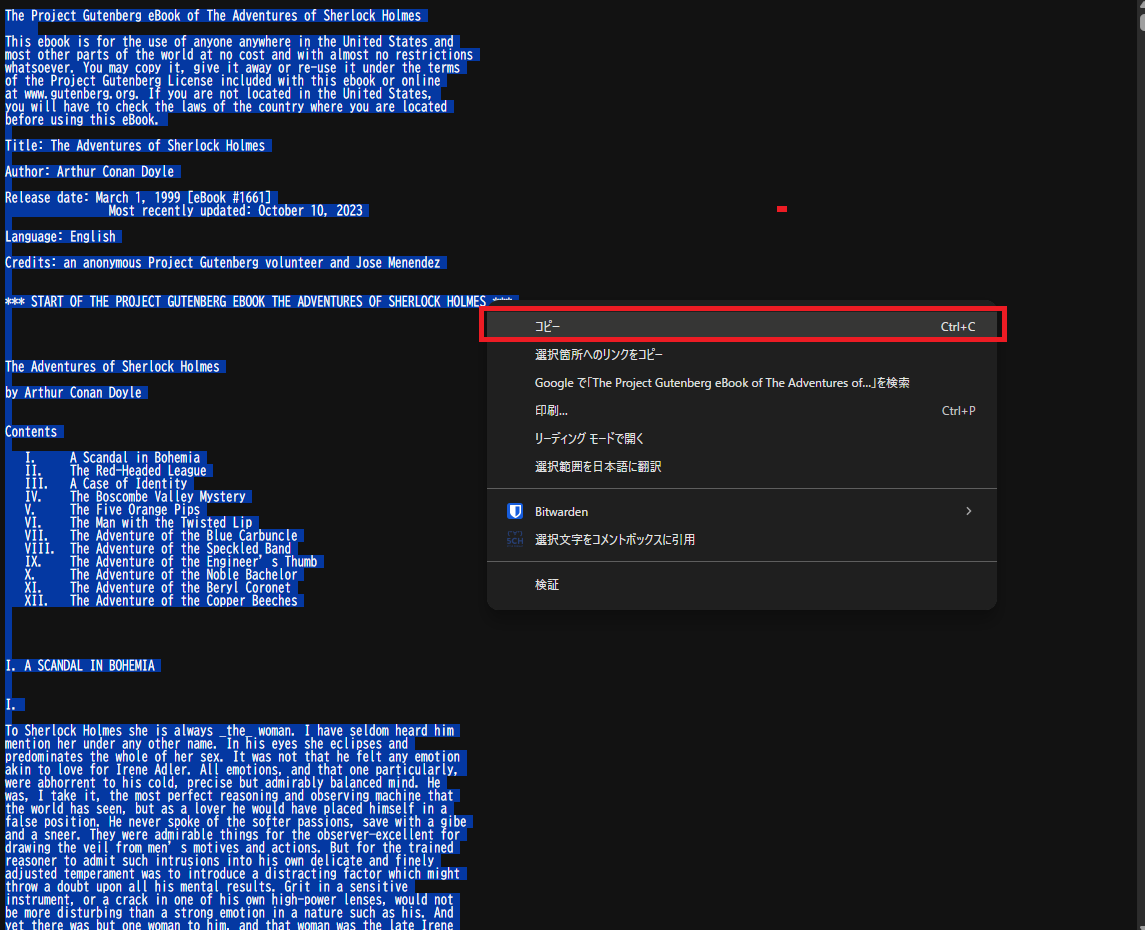 The Project Gutenberg eBook of The Adventures of Sherlock Holmes
This ebook is for the use of anyone anywhere in the United States and
most other parts of the world at no cost and with almost no restrictions
whatsoever. You may copy it, give it away or re-use it under the terms
of the Project Gutenberg License included with this ebook or online
at www.gutenberg.org. If you are not located in the United States,
you will have to check the laws of the country where you are located
before using this eBook.
Title: The Adventures of Sherlock Holmes
Author: Arthur Conan Doyle
Release date: March 1, 1999 [eBook #1661]
Most recently updated: October 10, 2023
Language: English
Credits: an anonymous Project Gutenberg volunteer and Jose Menendez
*** START OF THE PROJECT GUTENBERG EBOOK THE ADVENTURES OF SHERLOCK HOLMES ***
The Adventures of Sherlock Holmes
by Arthur Conan Doyle
Contents
I. A Scandal in Bohemia
II. The Red-Headed League
III. A Case of Identity
IV. The Boscombe Valley Mystery
V. The Five Orange Pips
VI. The Man with the Twisted Lip
VII. The Adventure of the Blue Carbuncle
VIII. The Adventure of the Speckled Band
IX. The Adventure of the Engineer’s Thumb
X. The Adventure of the Noble Bachelor
XI. The Adventure of the Beryl Coronet
XII. The Adventure of the Copper Beeches
I. A SCANDAL IN BOHEMIA
I.
To Sherlock Holmes she is always _the_ woman. I have seldom heard him
mention her under any other name. In his eyes she eclipses and
predominates the whole of her sex. It was not that he felt any emotion
akin to love for Irene Adler. All emotions, and that one particularly,
were abhorrent to his cold, precise but admirably balanced mind. He
was, I take it, the most perfect reasoning and observing machine that
the world has seen, but as a lover he would have placed himself in a
false position. He never spoke of the softer passions, save with a gibe
and a sneer. They were admirable things for the observer—excellent for
drawing the veil from men’s motives and actions. But for the trained
reasoner to admit such intrusions into his own delicate and finely
adjusted temperament was to introduce a distracting factor which might
throw a doubt upon all his mental results. Grit in a sensitive
instrument, or a crack in one of his own high-power lenses, would not
be more disturbing than a strong emotion in a nature such as his. And
yet there was but one woman to him, and that woman was the late Irene
コピー Ctrl+C
選択箇所へのリンクをコピー
Google で「The Project Gutenberg eBook of The Adventures of...」を検索
印刷... Ctrl+P
リーディング モードで開く
選択範囲を日本語に翻訳
Bitwarden
SCH 選択文字をコメントボックスに引用
検証